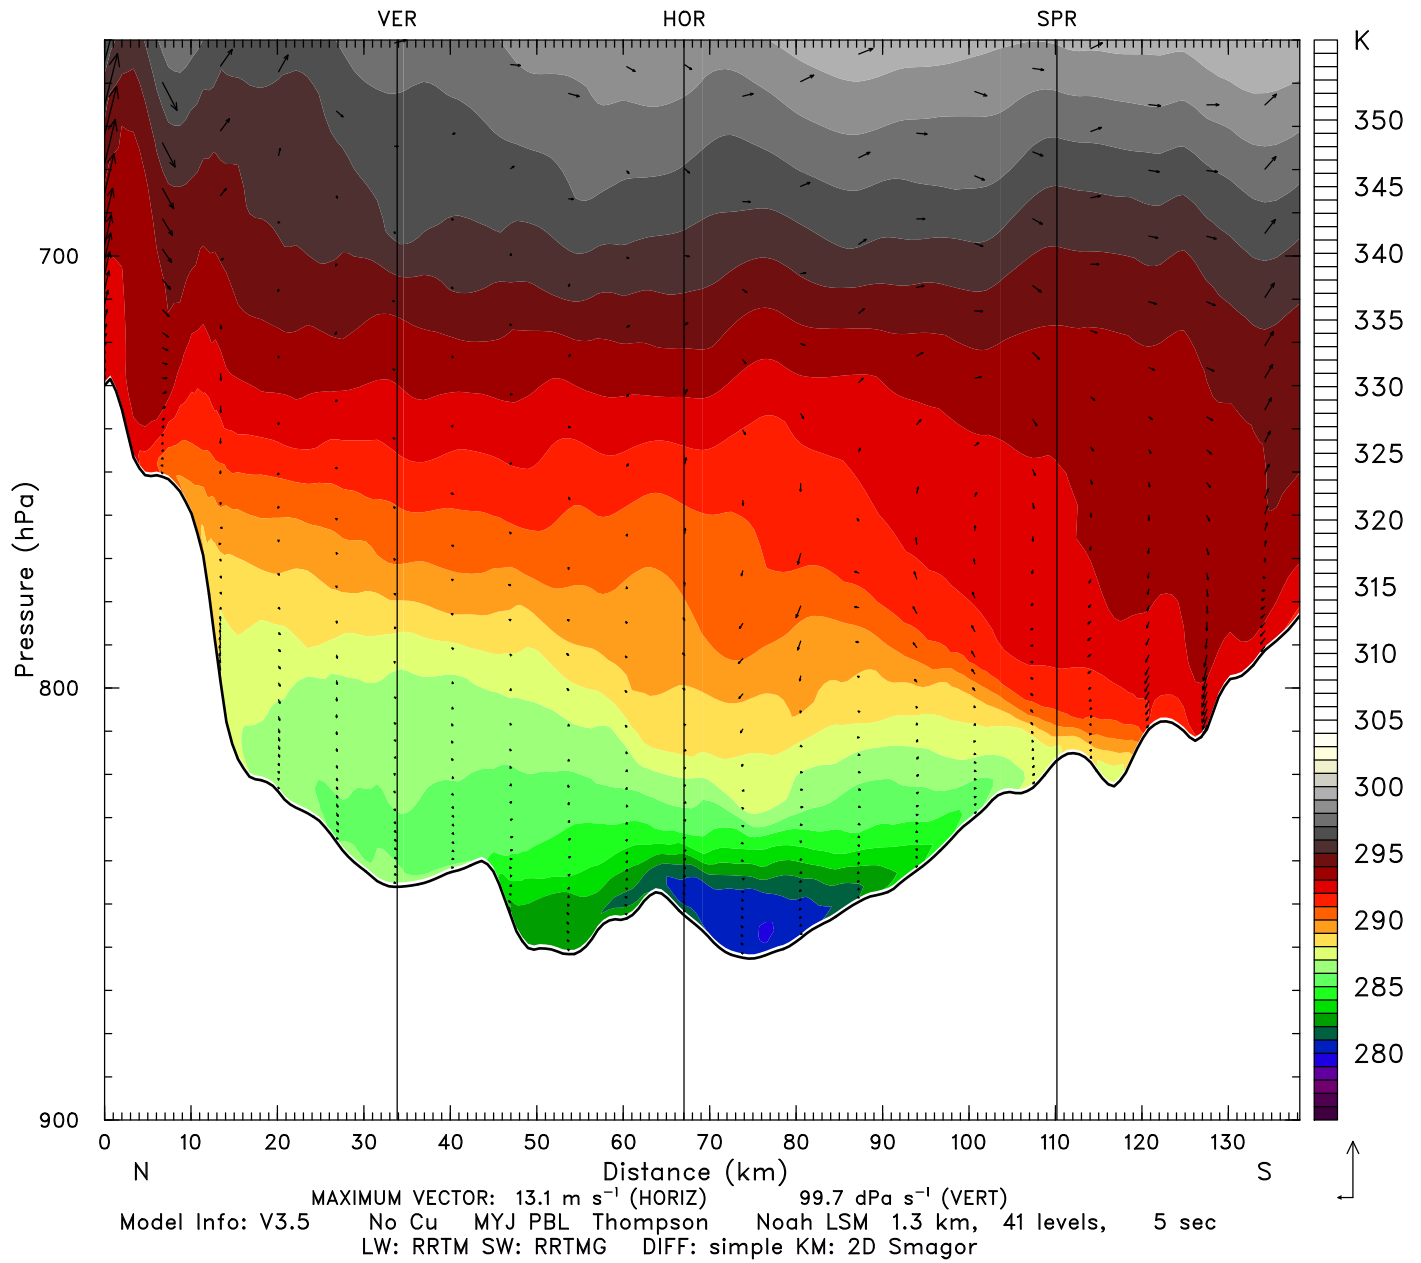 VER HOR SPR
K
350
345
340
335
330
325
320
315
310
305
300
295
290
285
280
Pressure (hPa)
700
800
900
0 10 20 30 40 50 60 70 80 90 100 110 120 130
N Distance (km) S
MAXIMUM VECTOR: 13.1 m s⁻¹ (HORIZ) 99.7 dPa s⁻¹ (VERT)
Model Info: V3.5 No Cu MYJ PBL Thompson Noah LSM 1.3 km, 41 levels, 5 sec
LW: RRTM SW: RRTMG DIFF: simple KM: 2D Smagor